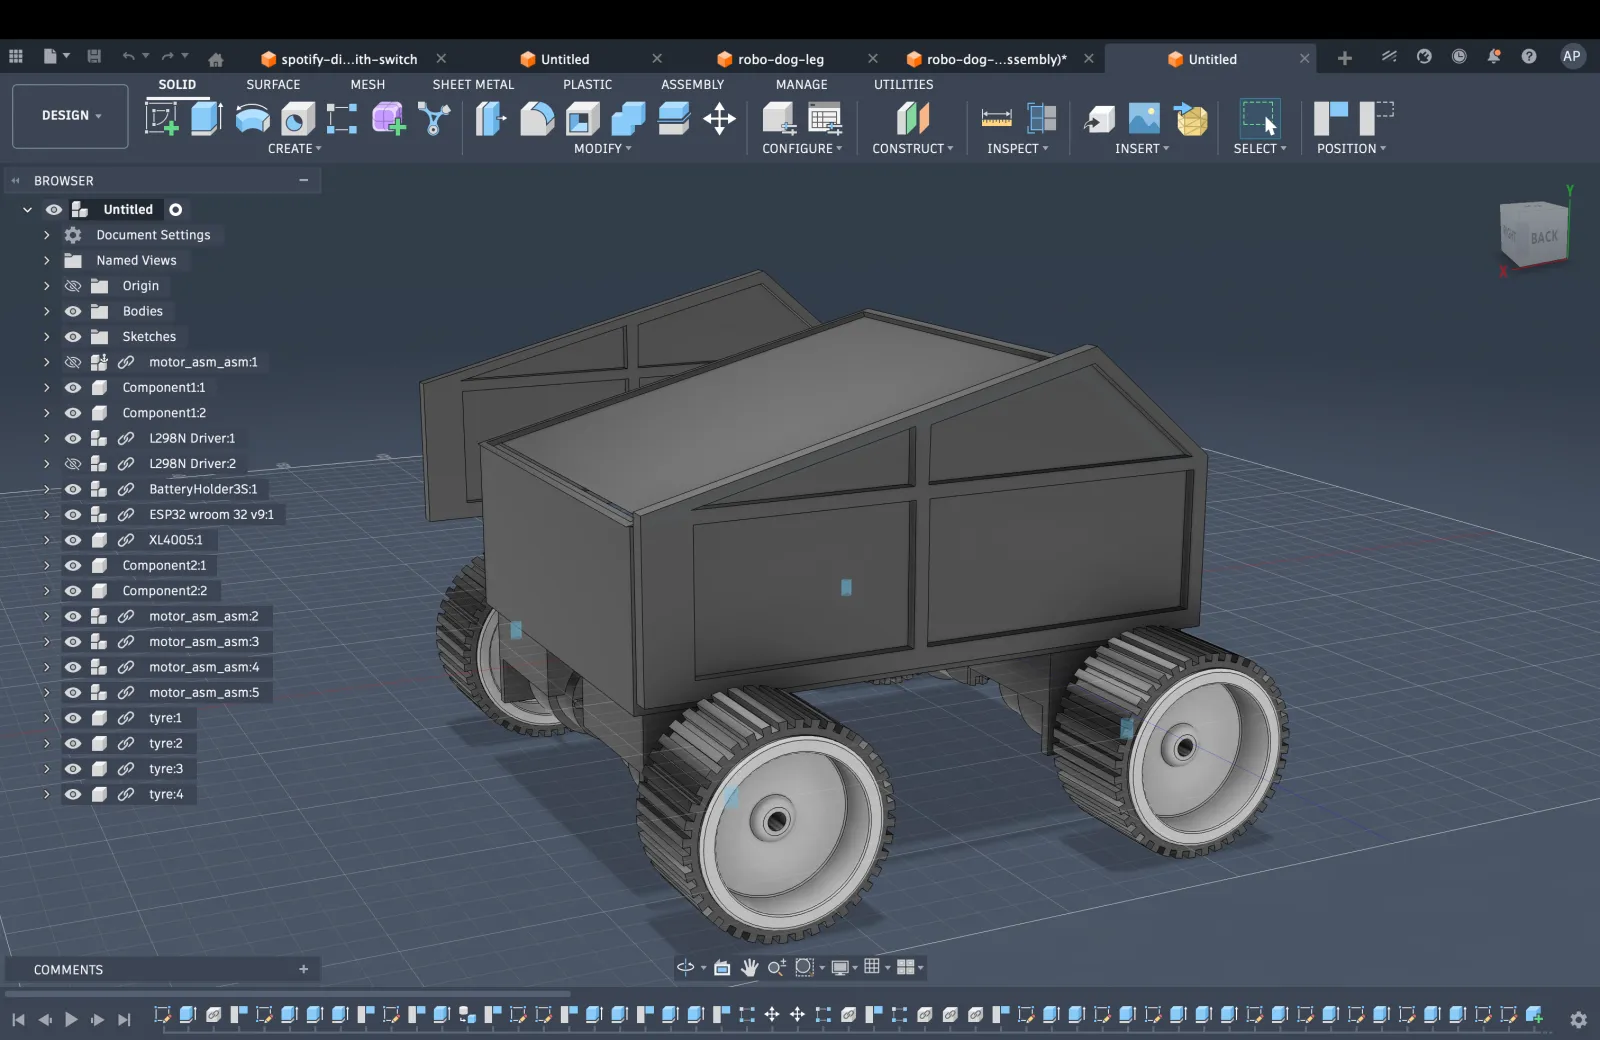 spotify-di...ith-switch
Untitled
robo-dog-leg
robo-dog-...ssembly)*
Untitled
AP
DESIGN
SOLID
SURFACE
MESH
SHEET METAL
PLASTIC
ASSEMBLY
MANAGE
UTILITIES
CREATE
MODIFY
CONFIGURE
CONSTRUCT
INSPECT
INSERT
SELECT
POSITION
BROWSER
Untitled
Document Settings
Named Views
Origin
Bodies
Sketches
motor_asm_asm:1
Component1:1
Component1:2
L298N Driver:1
L298N Driver:2
BatteryHolder3S:1
ESP32 wroom 32 v9:1
XL4005:1
Component2:1
Component2:2
motor_asm_asm:2
motor_asm_asm:3
motor_asm_asm:4
motor_asm_asm:5
tyre:1
tyre:2
tyre:3
tyre:4
Y
RIGHT
BACK
X
COMMENTS